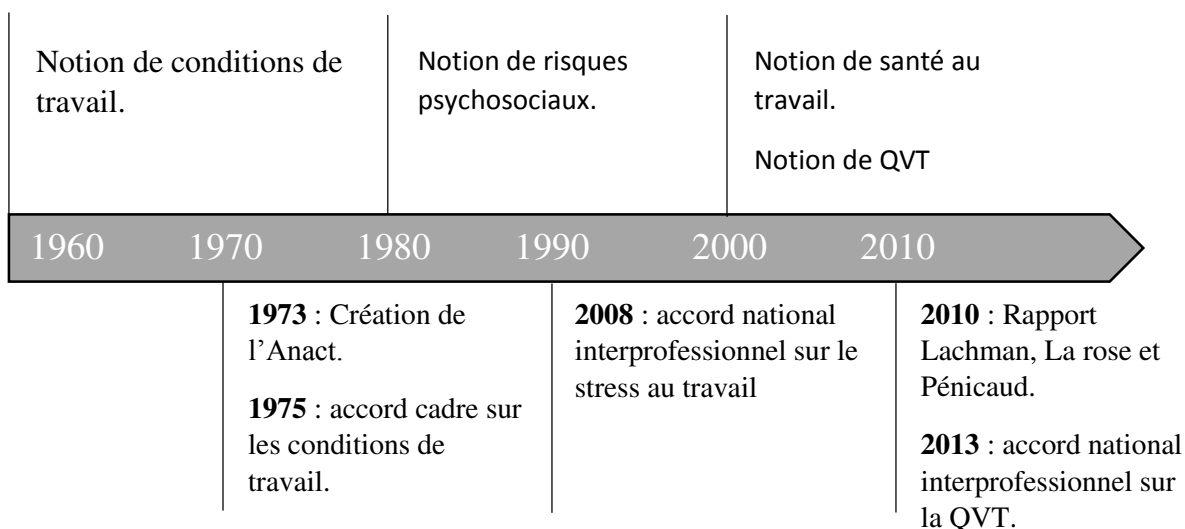 Notion de conditions de
travail.
Notion de risques
psychosociaux.
Notion de santé au
travail.
Notion de QVT
1960 1970 1980 1990 2000 2010
1973 : Création de
l’Anact.
1975 : accord cadre sur
les conditions de
travail.
2008 : accord national
interprofessionnel sur le
stress au travail
2010 : Rapport
Lachman, La rose et
Pénicaud.
2013 : accord national
interprofessionnel sur
la QVT.